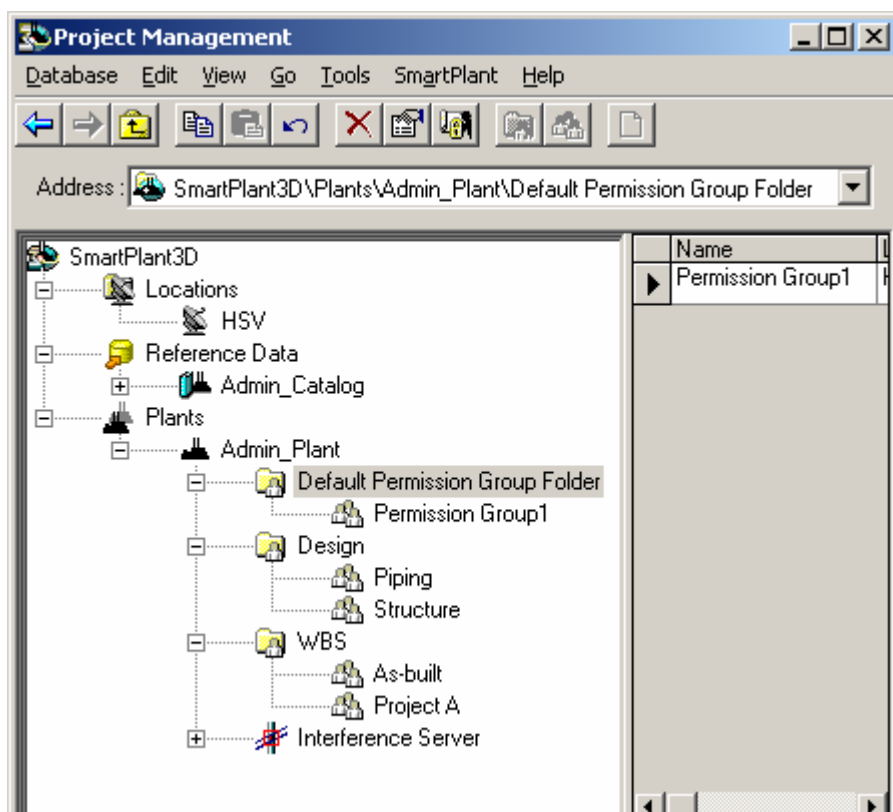 Project Management
Database Edit View Go Tools SmartPlant Help
Address : SmartPlant3D\Plants\Admin_Plant\Default Permission Group Folder
SmartPlant3D
Locations
HSV
Reference Data
Admin_Catalog
Plants
Admin_Plant
Default Permission Group Folder
Permission Group1
Design
Piping
Structure
WBS
As-built
Project A
Interference Server
Name
Permission Group1